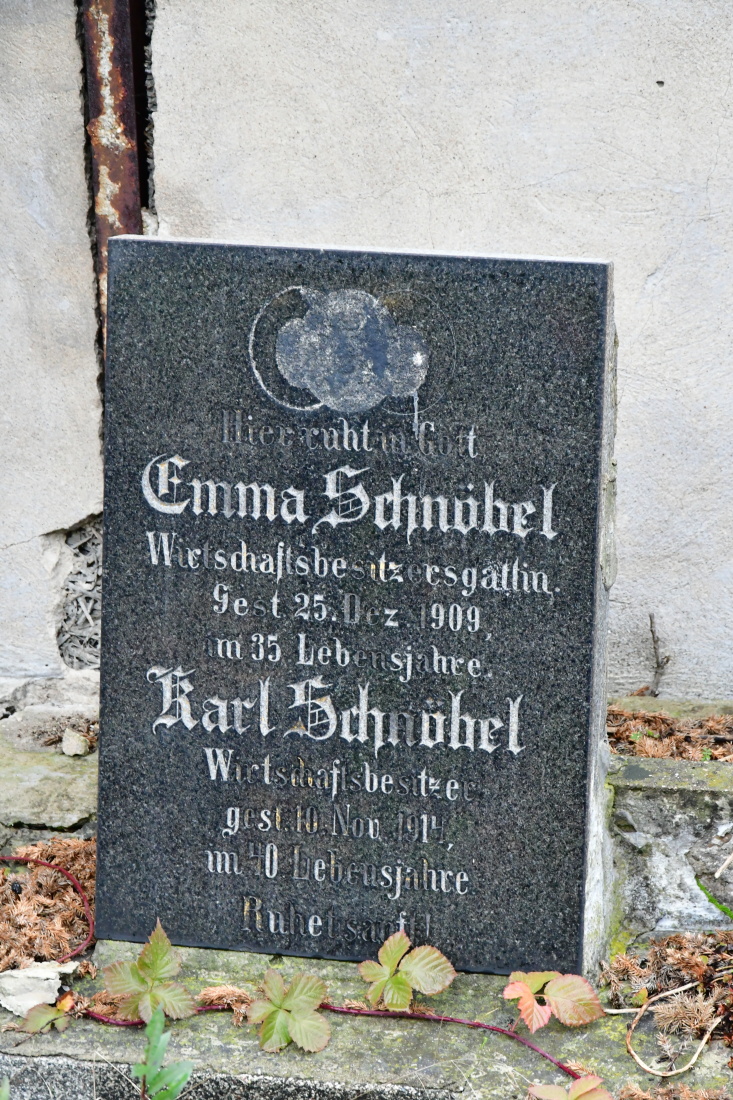 Hier ruht in Gott
Emma Schnöbel
Wirtschaftsbesitzersgattin.
Gest. 25. Dez. 1909,
im 35. Lebensjahre.
Karl Schnöbel
Wirtschaftsbesitzer
gest. 10. Nov. 1914,
im 40. Lebensjahre
Ruhet sanft!